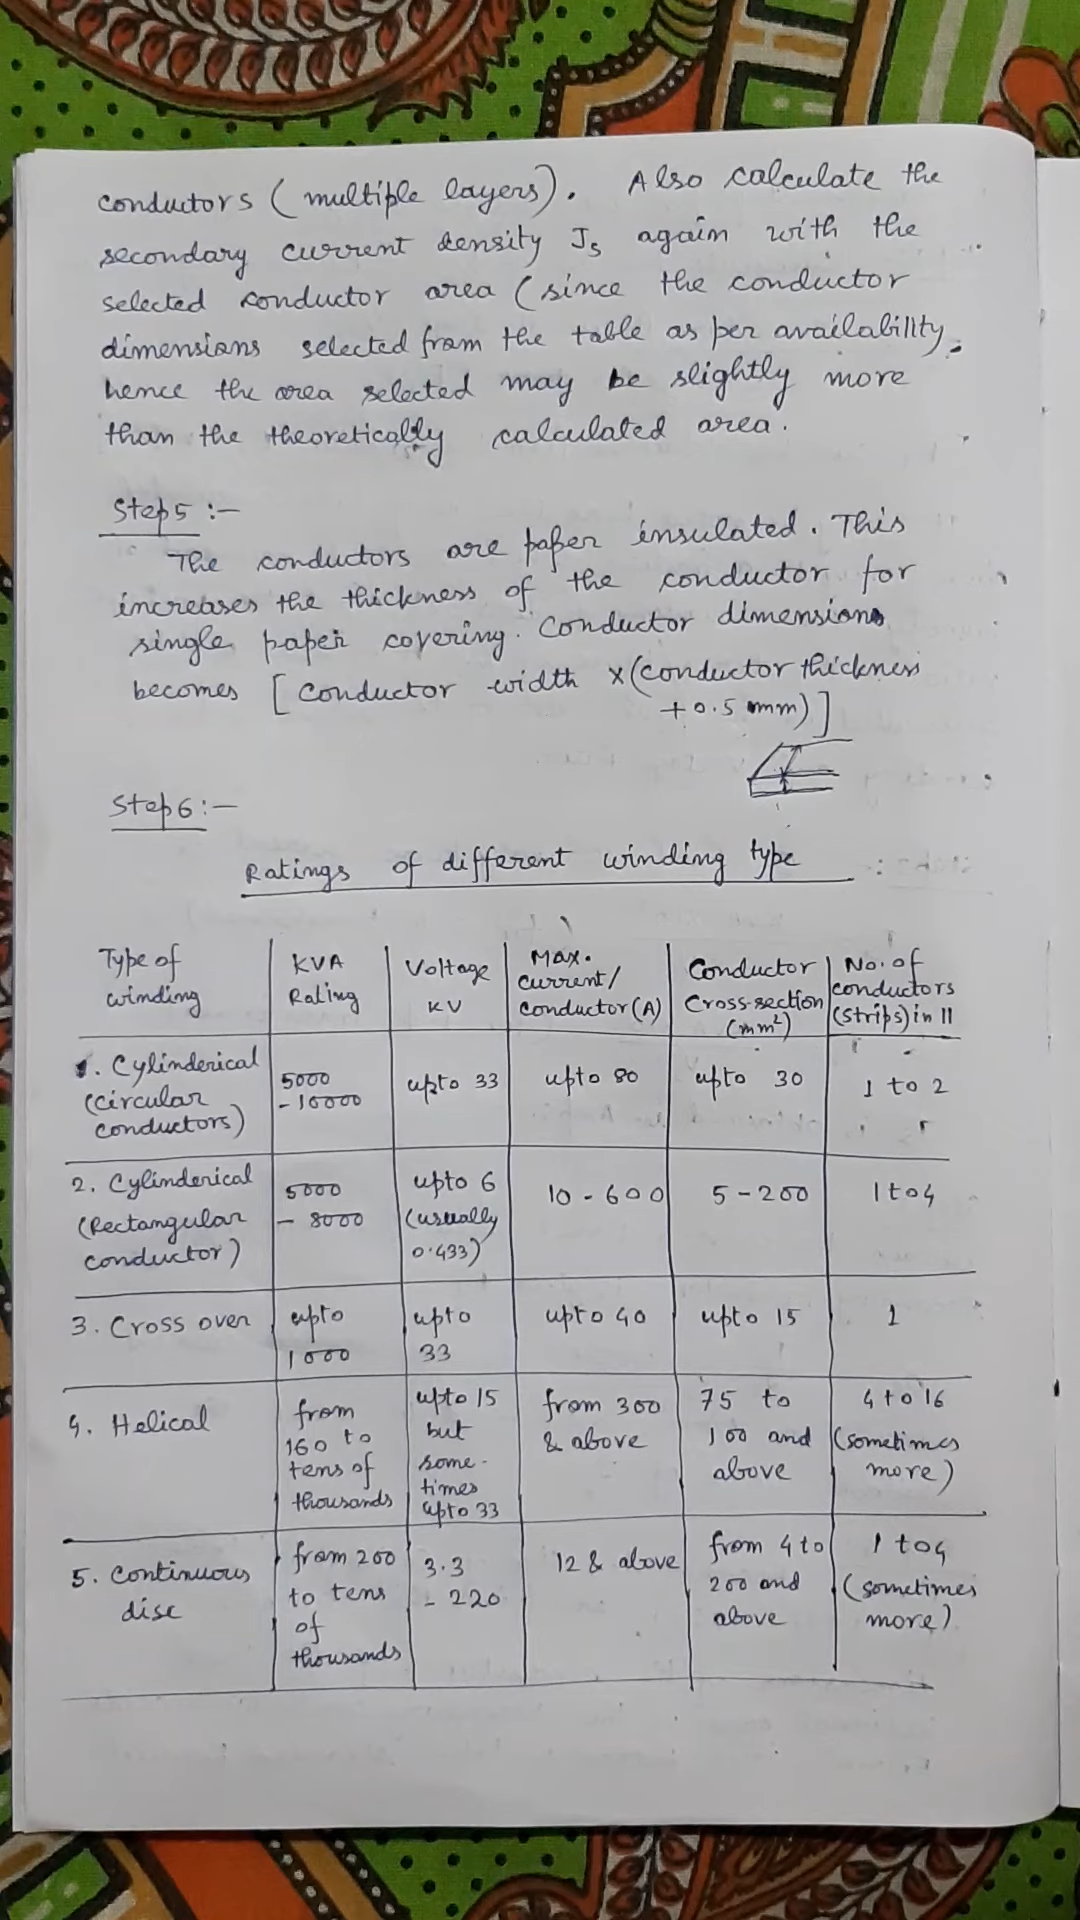 conductors (multiple layers). Also calculate the
secondary current density Js again with the
selected conductor area (since the conductor
dimensions selected from the table as per availability,
hence the area selected may be slightly more
than the theoretically calculated area.
Step5 :-
The conductors are paper insulated. This
increases the thickness of the conductor for
single paper covering. Conductor dimensions
becomes [Conductor width x (Conductor thickness
+0.5 mm)]
Step6 :-
Ratings of different winding type
Type of winding | KVA Rating | Voltage KV | Max. current/conductor (A) | Conductor Cross-section (mm²) | No. of conductors (strips) in ||
1. Cylinderical (circular conductors) | 5000 - 10000 | upto 33 | upto 80 | upto 30 | 1 to 2
2. Cylinderical (Rectangular conductor) | 5000 - 8000 | upto 6 (usually 0.433) | 10 - 600 | 5 - 200 | 1 to 4
3. Cross over | upto 1000 | upto 33 | upto 40 | upto 15 | 1
4. Helical | from 160 to tens of thousands | upto 15 but some-times upto 33 | from 300 & above | 75 to 100 and above | 4 to 16 (sometimes more)
5. Continuous disc | from 200 to tens of thousands | 3.3 - 220 | 12 & above | from 4 to 200 and above | 1 to 4 (sometimes more)